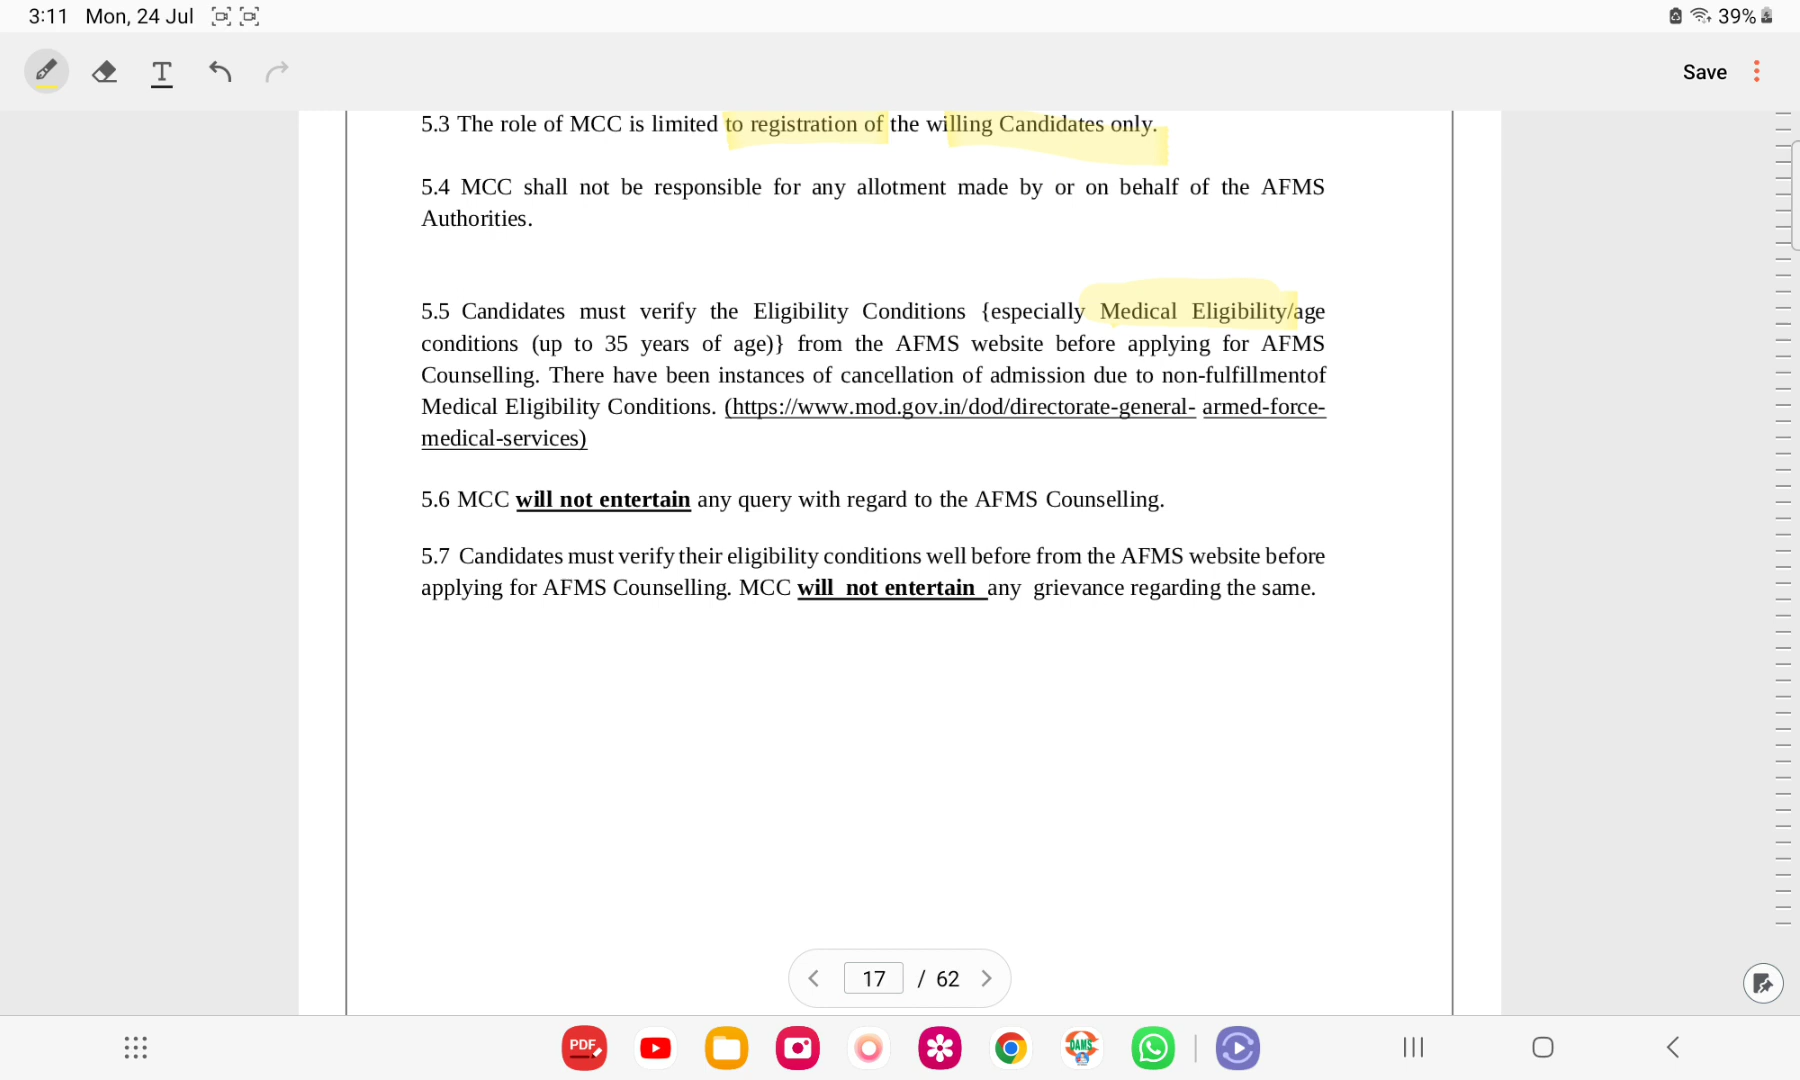 3:11 Mon, 24 Jul
39%
T
Save
5.3 The role of MCC is limited to registration of the willing Candidates only.
5.4 MCC shall not be responsible for any allotment made by or on behalf of the AFMS
Authorities.
5.5 Candidates must verify the Eligibility Conditions {especially Medical Eligibility/age
conditions (up to 35 years of age)} from the AFMS website before applying for AFMS
Counselling. There have been instances of cancellation of admission due to non-fulfillmentof
Medical Eligibility Conditions. (https://www.mod.gov.in/dod/directorate-general- armed-force-
medical-services)
5.6 MCC will not entertain any query with regard to the AFMS Counselling.
5.7 Candidates must verify their eligibility conditions well before from the AFMS website before
applying for AFMS Counselling. MCC will not entertain any grievance regarding the same.
17 / 62
PDF
DAMS